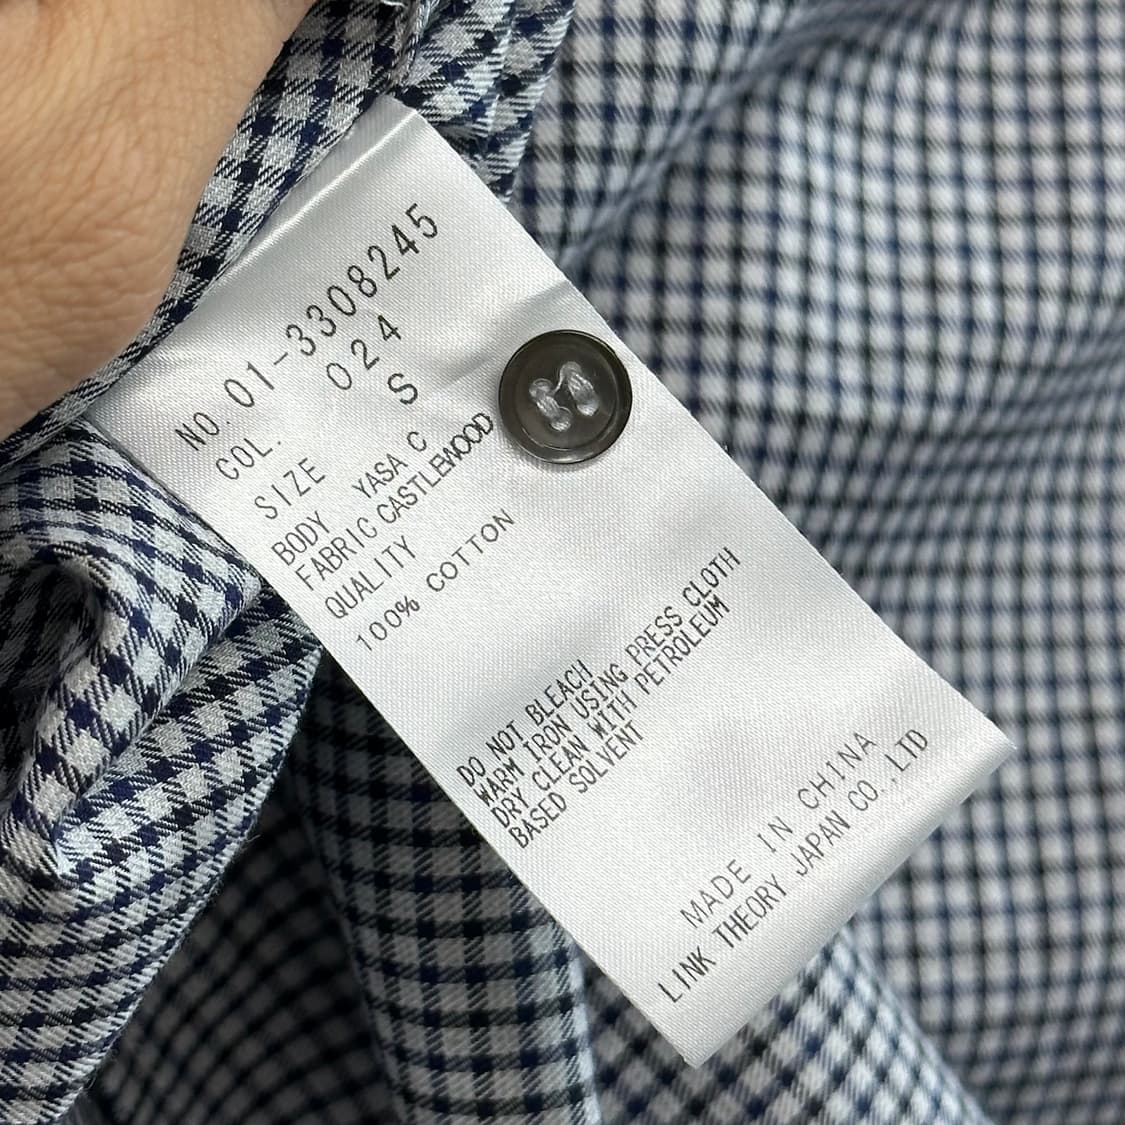 NO. 01-3308245
COL. 024
SIZE S
BODY YASA C
FABRIC CASTLEWOOD
QUALITY
100% COTTON
DO NOT BLEACH
WARM IRON USING PRESS CLOTH
DRY CLEAN WITH PETROLEUM
BASED SOLVENT
MADE IN CHINA
LINK THEORY JAPAN CO.,LTD